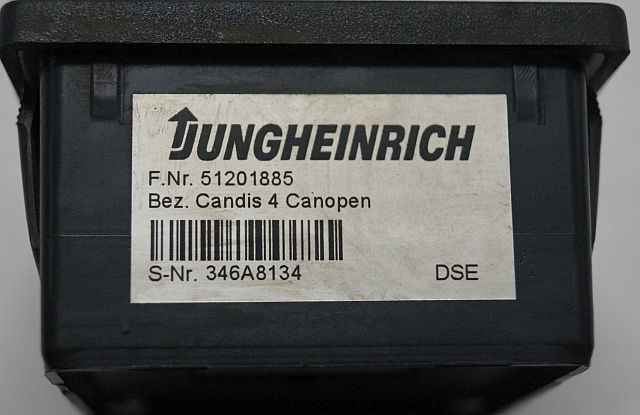 JUNGHEINRICH
F.Nr. 51201885
Bez. Candis 4 Canopen
S-Nr. 346A8134 DSE